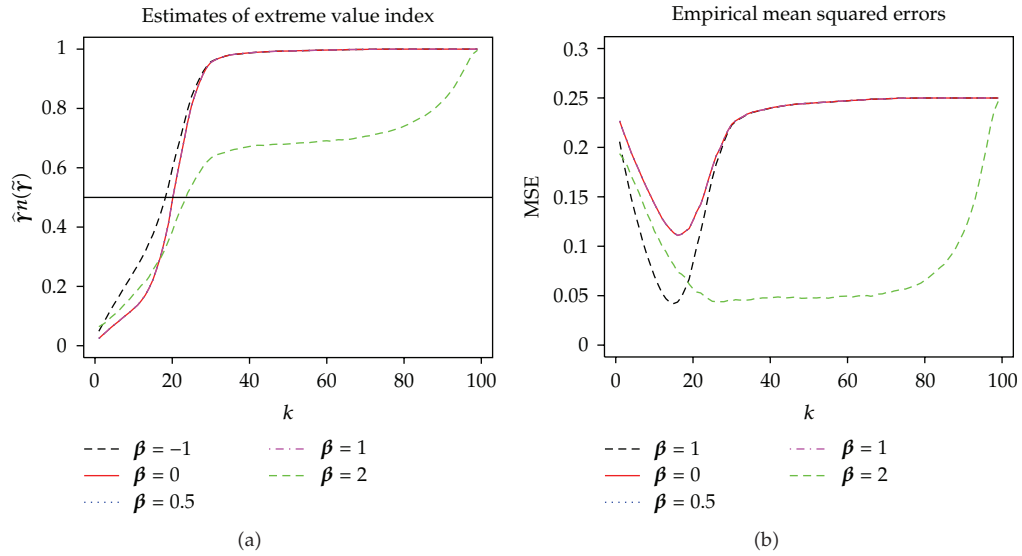 Estimates of extreme value index
1
0.8
0.6
0.4
0.2
0
γ̂n(γ̃)
0 20 40 60 80 100
k
β = −1
β = 0
β = 0.5
β = 1
β = 2
(a)
Empirical mean squared errors
0.3
0.25
0.2
0.15
0.1
0.05
0
MSE
0 20 40 60 80 100
k
β = 1
β = 0
β = 0.5
β = 1
β = 2
(b)